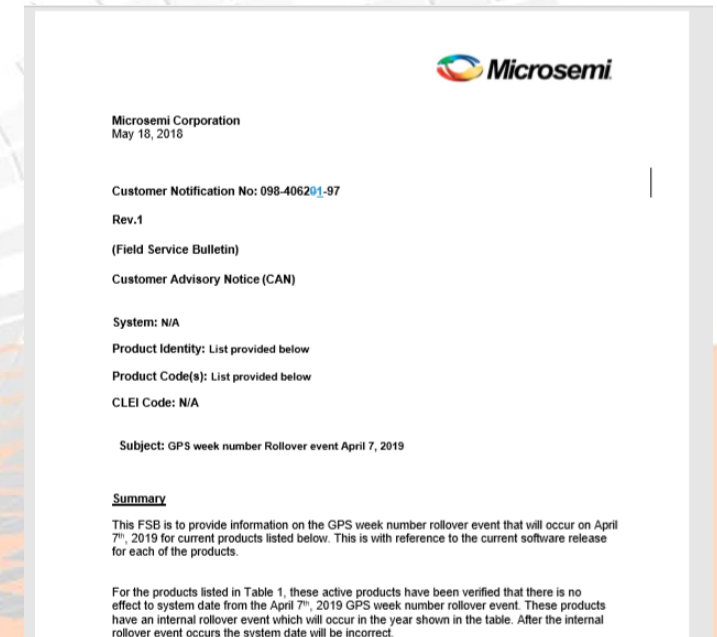 Microsemi
Microsemi Corporation
May 18, 2018
Customer Notification No: 098-406201-97
Rev.1
(Field Service Bulletin)
Customer Advisory Notice (CAN)
System: N/A
Product Identity: List provided below
Product Code(s): List provided below
CLEI Code: N/A
Subject: GPS week number Rollover event April 7, 2019
Summary
This FSB is to provide information on the GPS week number rollover event that will occur on April
7th, 2019 for current products listed below. This is with reference to the current software release
for each of the products.
For the products listed in Table 1, these active products have been verified that there is no
effect to system date from the April 7th, 2019 GPS week number rollover event. These products
have an internal rollover event which will occur in the year shown in the table. After the internal
rollover event occurs the system date will be incorrect.